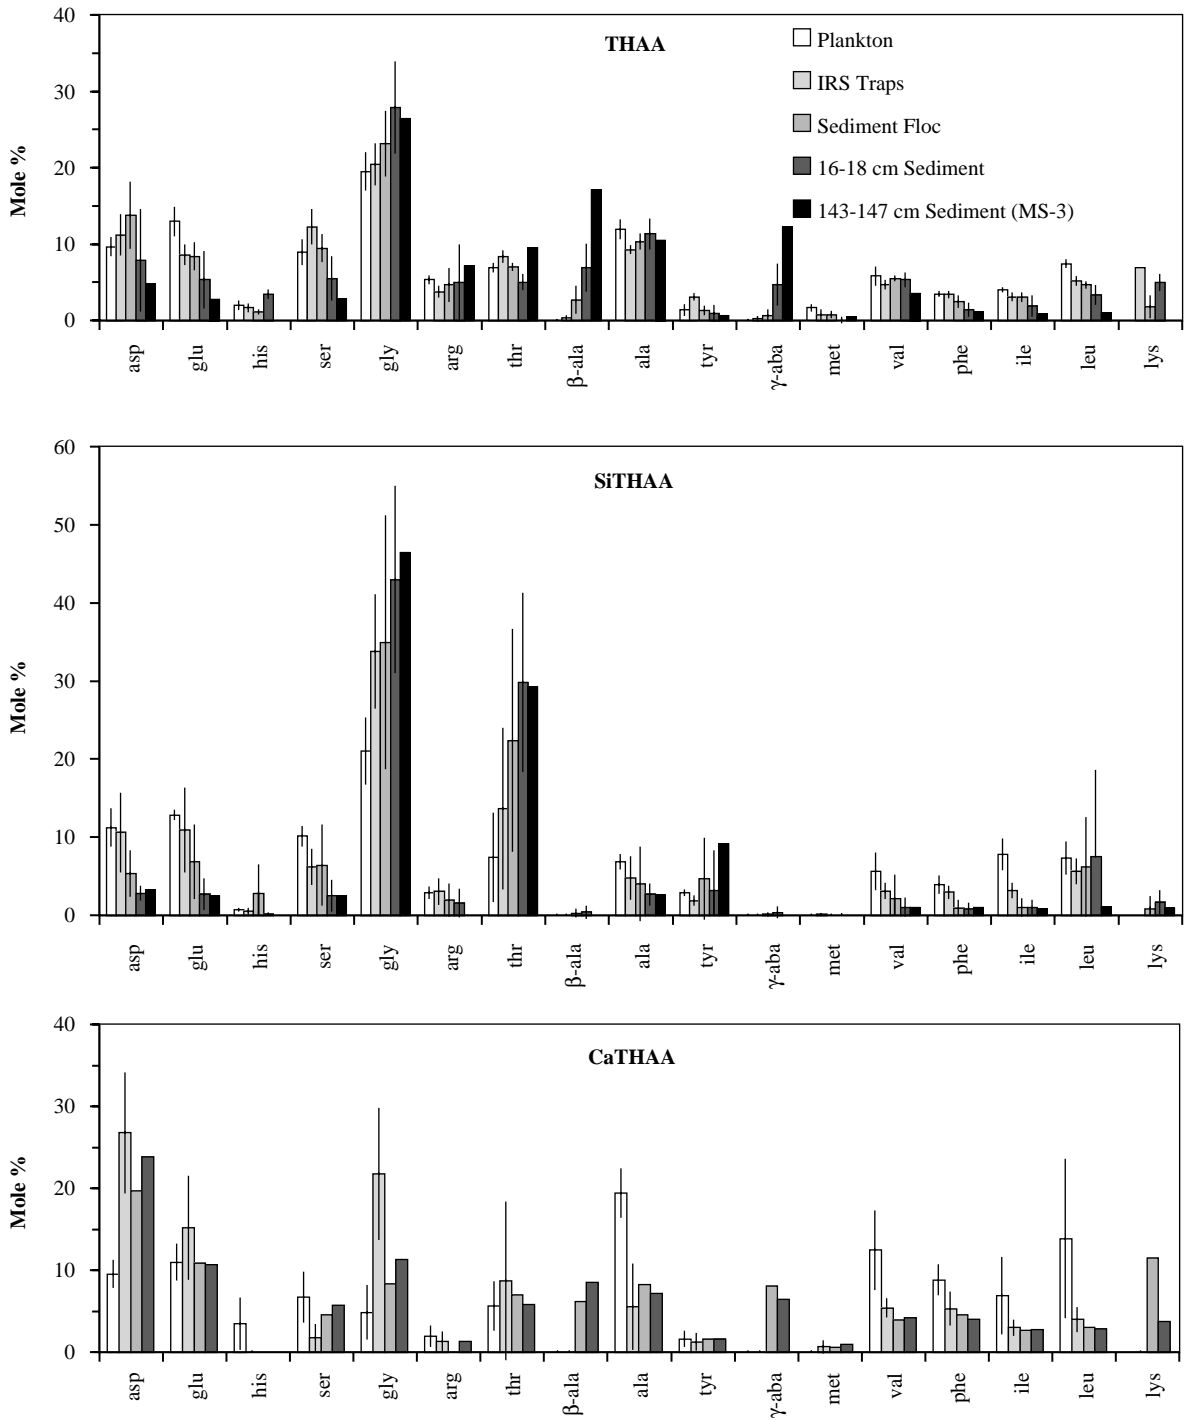 40
THAA
Plankton
IRS Traps
30
Sediment Floc
Mole %
20
16-18 cm Sediment
143-147 cm Sediment (MS-3)
10
0
asp glu his ser gly arg thr β-ala ala tyr γ-aba met val phe ile leu lys
60
SiTHAA
50
40
Mole %
30
20
10
0
asp glu his ser gly arg thr β-ala ala tyr γ-aba met val phe ile leu lys
40
CaTHAA
30
Mole %
20
10
0
asp glu his ser gly arg thr β-ala ala tyr γ-aba met val phe ile leu lys